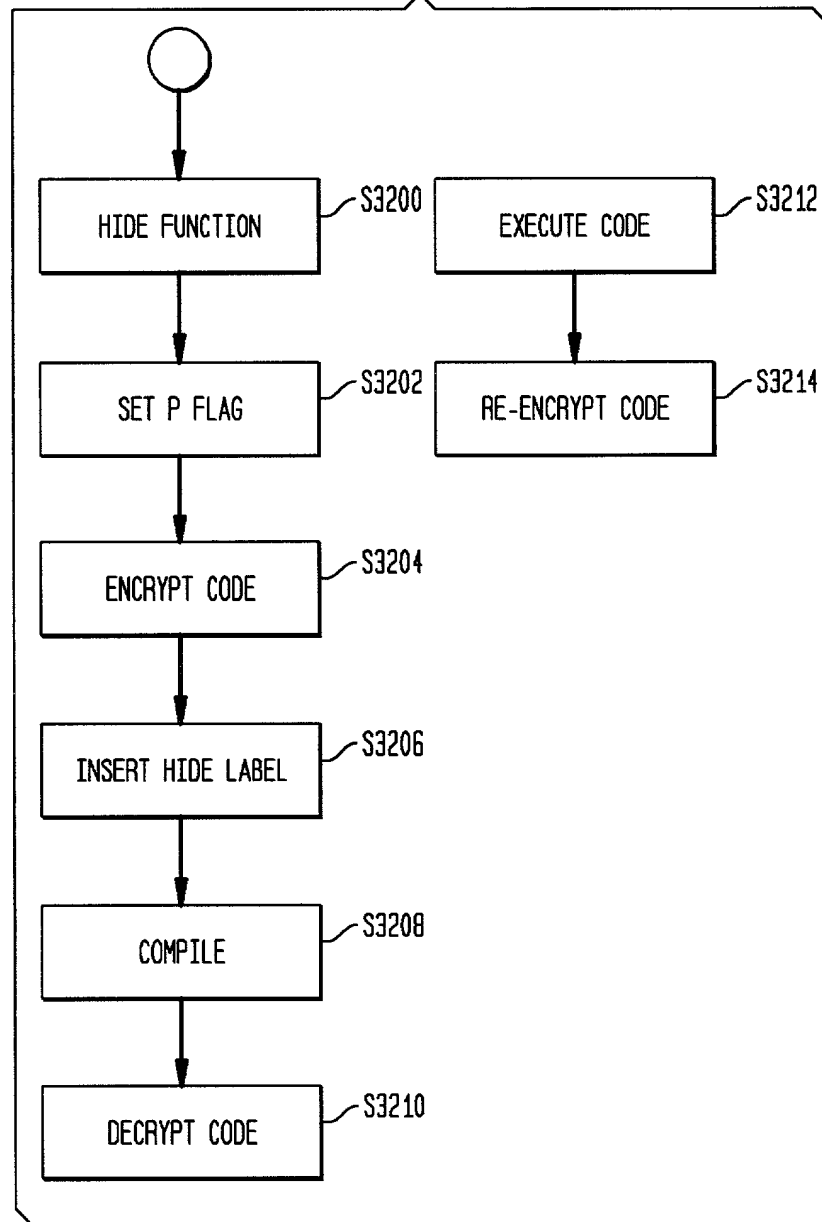 HIDE FUNCTION
S3200
SET P FLAG
S3202
ENCRYPT CODE
S3204
INSERT HIDE LABEL
S3206
COMPILE
S3208
DECRYPT CODE
S3210
EXECUTE CODE
S3212
RE-ENCRYPT CODE
S3214